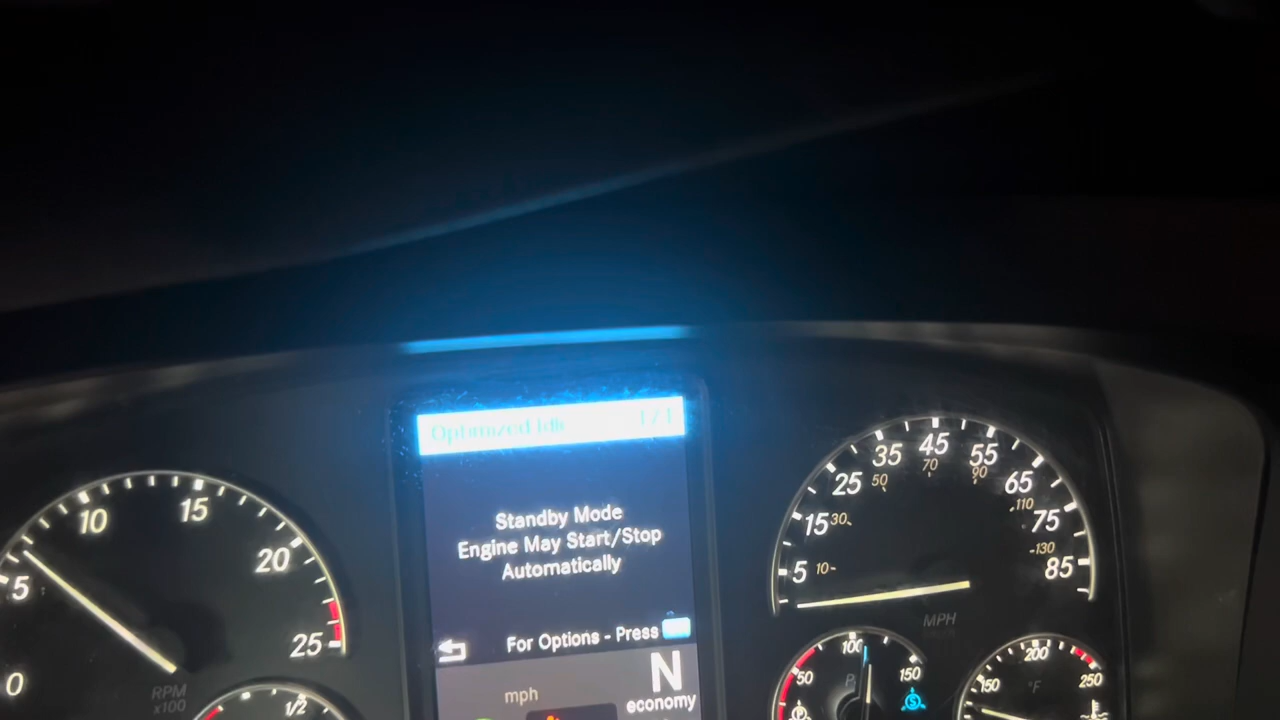 Optimized Idle 1/1
Standby Mode
Engine May Start/Stop
Automatically
For Options - Press
mph
N
economy
0
5
10
15
20
25
RPM
x100
1/2
5
15
25
35
45
55
65
75
85
10
30
50
70
90
110
130
MPH
50
100
150
P
S
150
200
250
°F